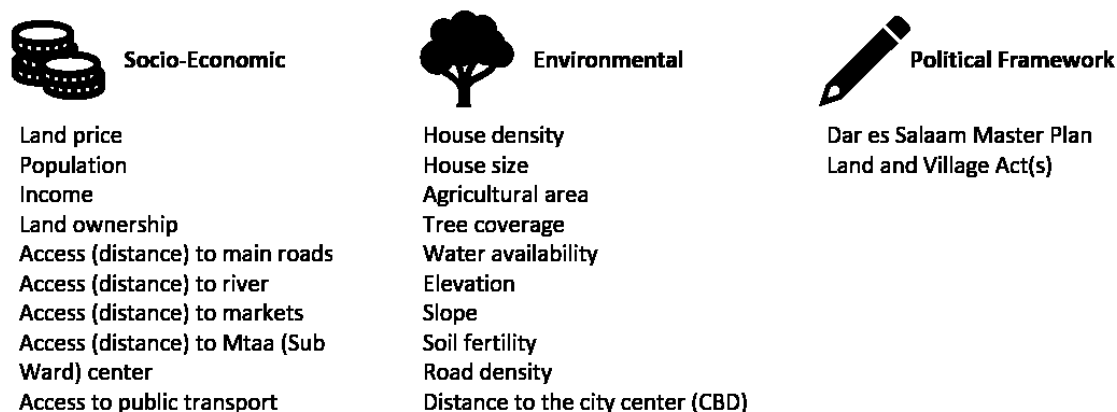 Socio-Economic
Land price
Population
Income
Land ownership
Access (distance) to main roads
Access (distance) to river
Access (distance) to markets
Access (distance) to Mtaa (Sub
Ward) center
Access to public transport
Environmental
House density
House size
Agricultural area
Tree coverage
Water availability
Elevation
Slope
Soil fertility
Road density
Distance to the city center (CBD)
Political Framework
Dar es Salaam Master Plan
Land and Village Act(s)